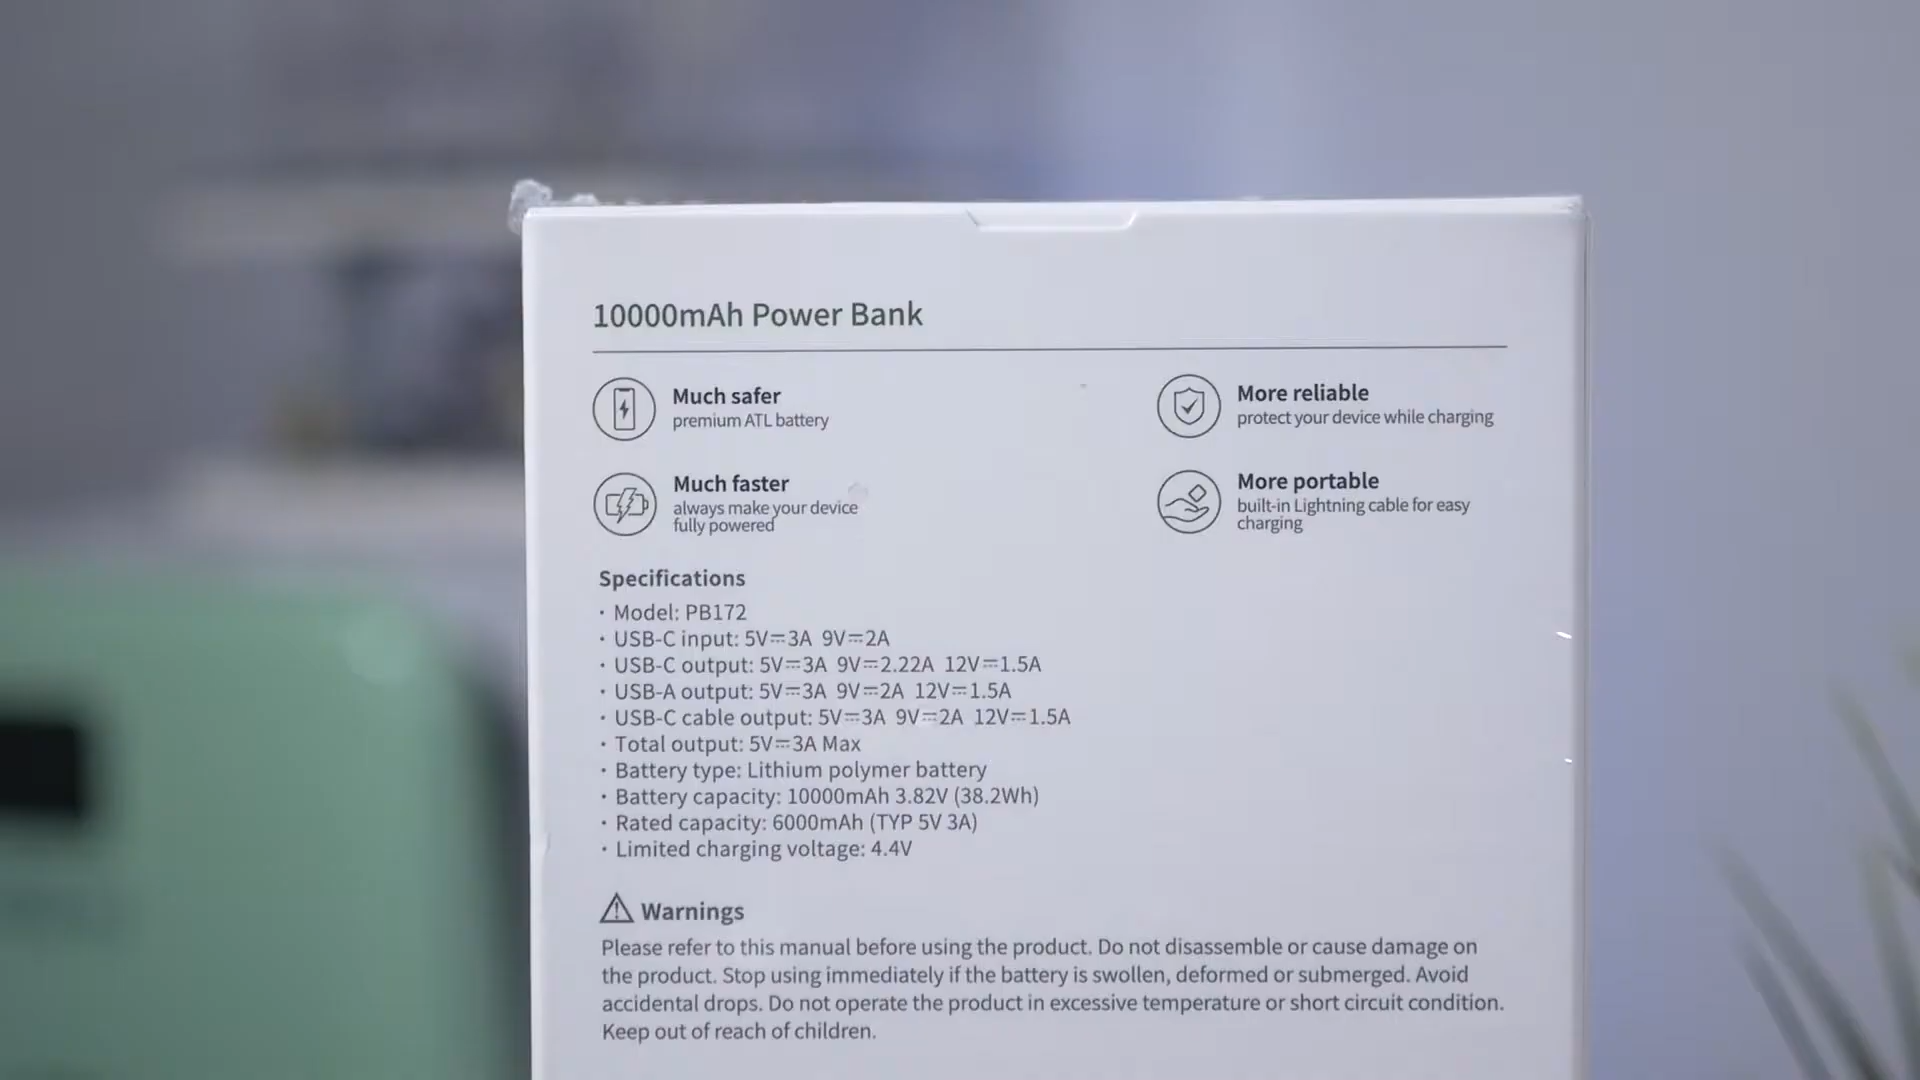 10000mAh Power Bank
Much safer
premium ATL battery
More reliable
protect your device while charging
Much faster
always make your device
fully powered
More portable
built-in Lightning cable for easy
charging
Specifications
· Model: PB172
· USB-C input: 5V⎓3A 9V⎓2A
· USB-C output: 5V⎓3A 9V⎓2.22A 12V⎓1.5A
· USB-A output: 5V⎓3A 9V⎓2A 12V⎓1.5A
· USB-C cable output: 5V⎓3A 9V⎓2A 12V⎓1.5A
· Total output: 5V⎓3A Max
· Battery type: Lithium polymer battery
· Battery capacity: 10000mAh 3.82V (38.2Wh)
· Rated capacity: 6000mAh (TYP 5V 3A)
· Limited charging voltage: 4.4V
Warnings
Please refer to this manual before using the product. Do not disassemble or cause damage on
the product. Stop using immediately if the battery is swollen, deformed or submerged. Avoid
accidental drops. Do not operate the product in excessive temperature or short circuit condition.
Keep out of reach of children.